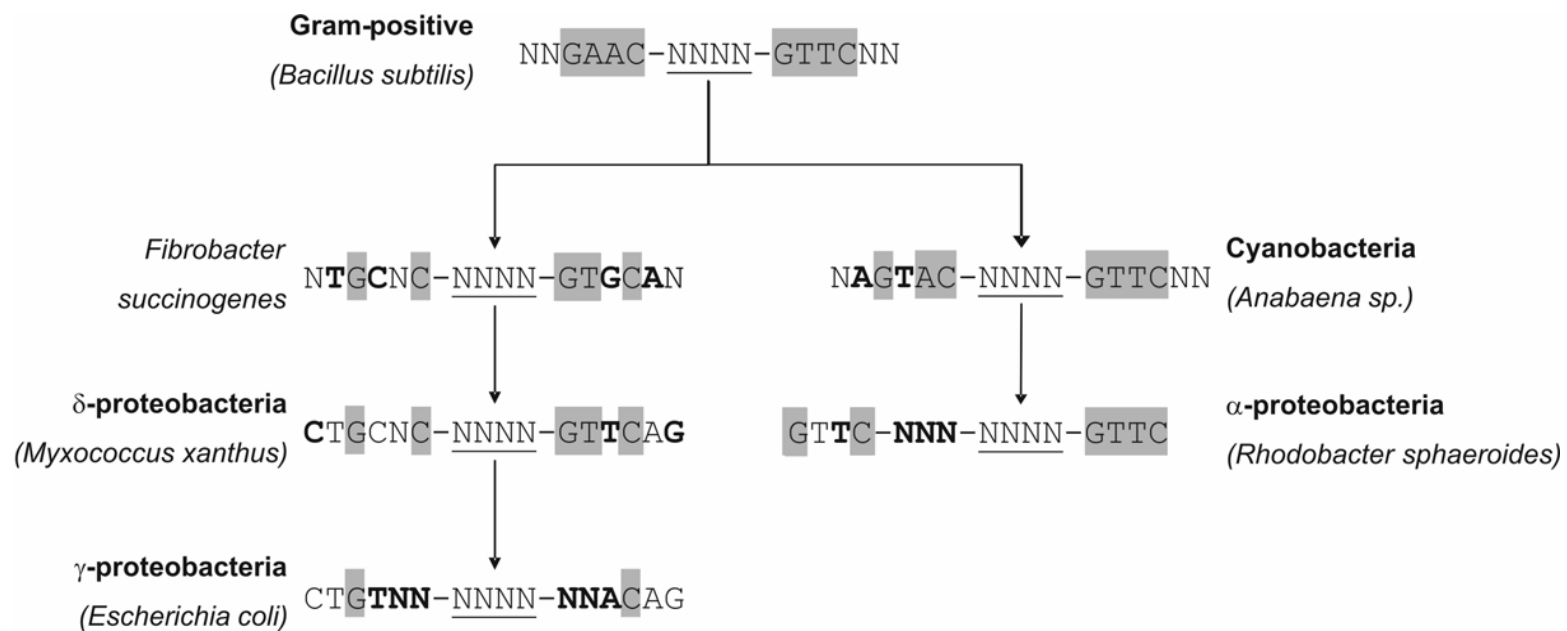 Gram-positive
(Bacillus subtilis)
NNGAAC-NNNN-GTTCNN
Fibrobacter
succinogenes
NTGCNC-NNNN-GTGCAN
NAGTAC-NNNN-GTTCNN
Cyanobacteria
(Anabaena sp.)
δ-proteobacteria
(Myxococcus xanthus)
CTGCNC-NNNN-GTTCAG
GTTC-NNN-NNNN-GTTC
α-proteobacteria
(Rhodobacter sphaeroides)
γ-proteobacteria
(Escherichia coli)
CTGTNN-NNNN-NNACAG